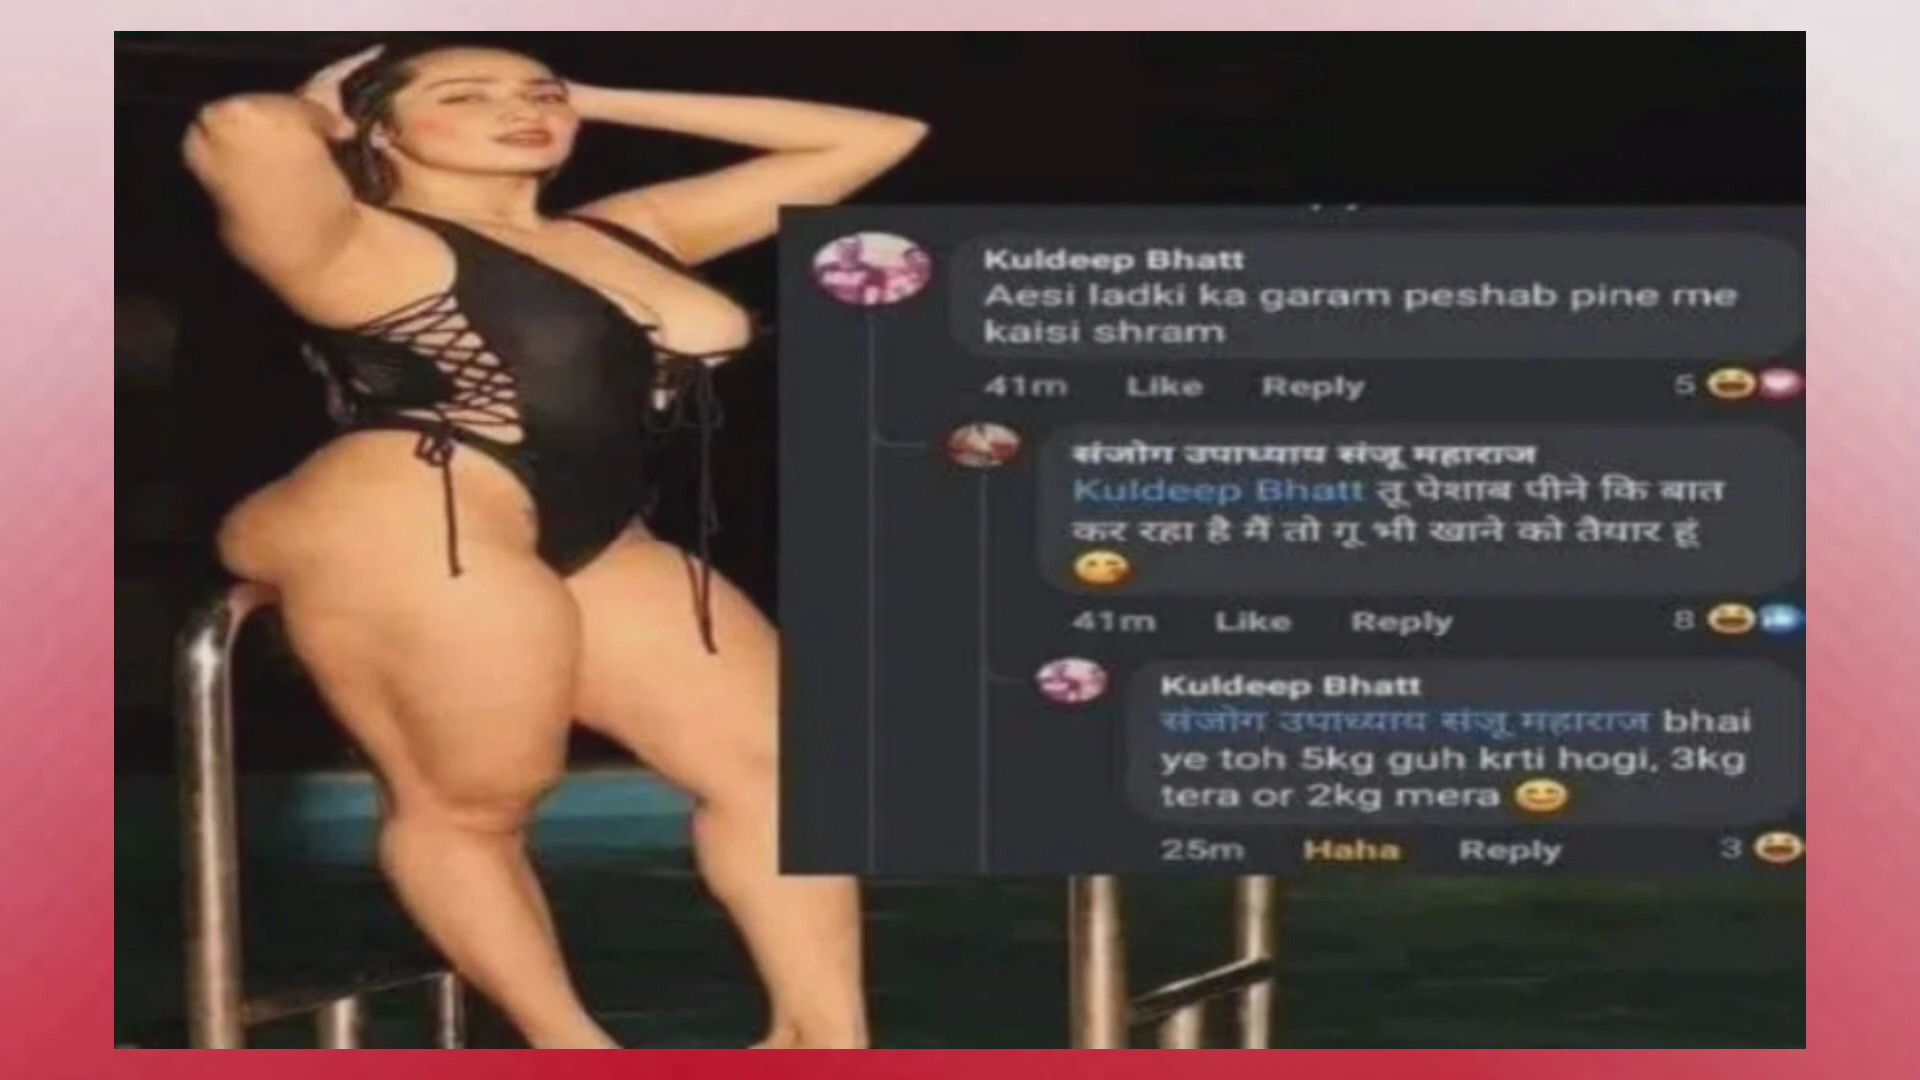 Kuldeep Bhatt
Aesi ladki ka garam peshab pine me
kaisi shram
41m Like Reply 5
संजोग उपाध्याय संजू महाराज
Kuldeep Bhatt तू पेशाब पीने कि बात
कर रहा है मैं तो गू भी खाने को तैयार हूं
41m Like Reply 8
Kuldeep Bhatt
संजोग उपाध्याय संजू महाराज bhai
ye toh 5kg guh krti hogi, 3kg
tera or 2kg mera
25m Haha Reply 3